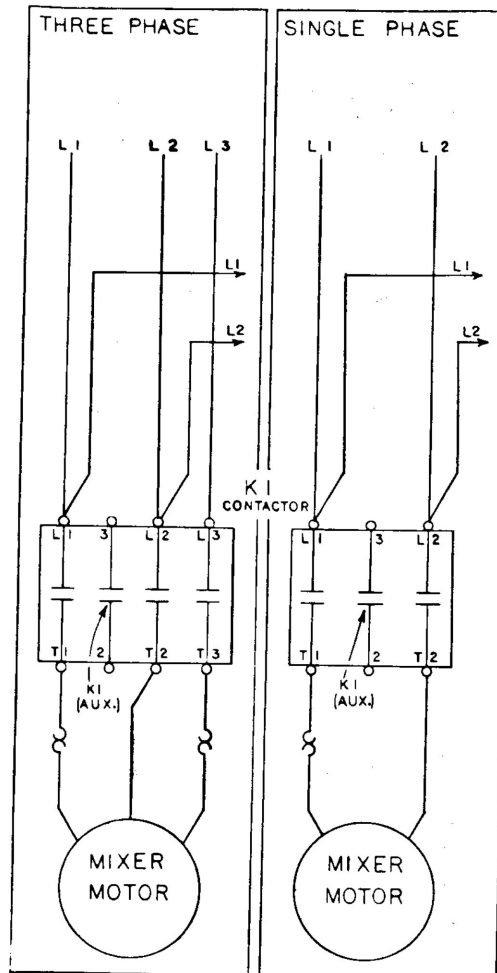 THREE PHASE
L1 L2 L3
L1
L2
L1 3 L2 L3
T1 2 T2 T3
K1
(AUX.)
MIXER
MOTOR
K1
CONTACTOR
SINGLE PHASE
L1 L2
L1
L2
L1 3 L2
T1 2 T2
K1
(AUX.)
MIXER
MOTOR